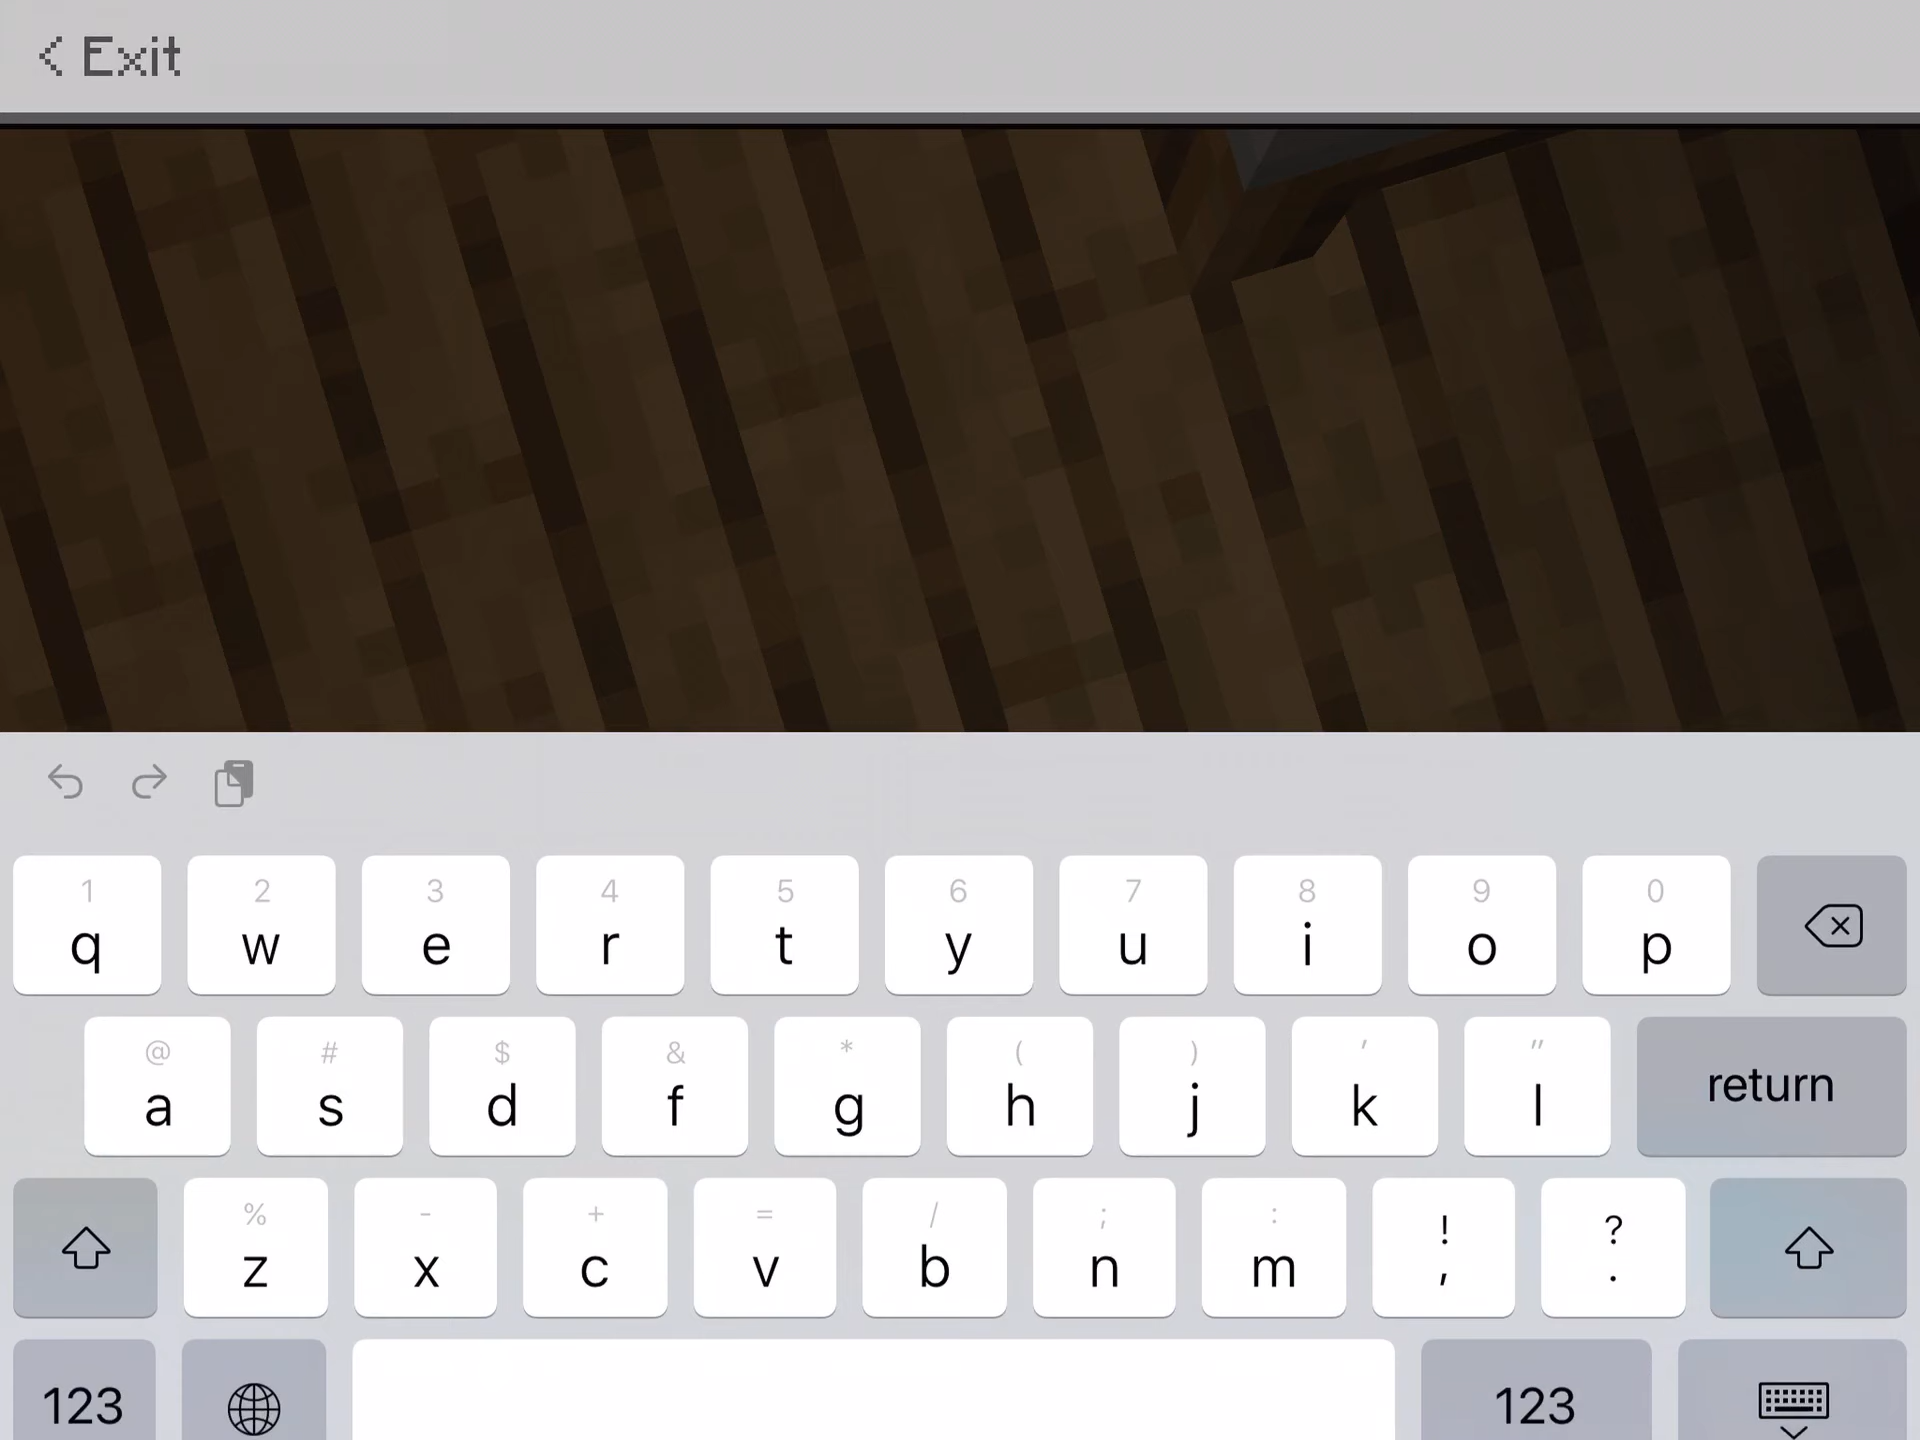 < Exit
1 2 3 4 5 6 7 8 9 0
q w e r t y u i o p
@ # $ & * ( ) ' "
a s d f g h j k l return
% - + = / ; : ! ?
z x c v b n m , .
123 123